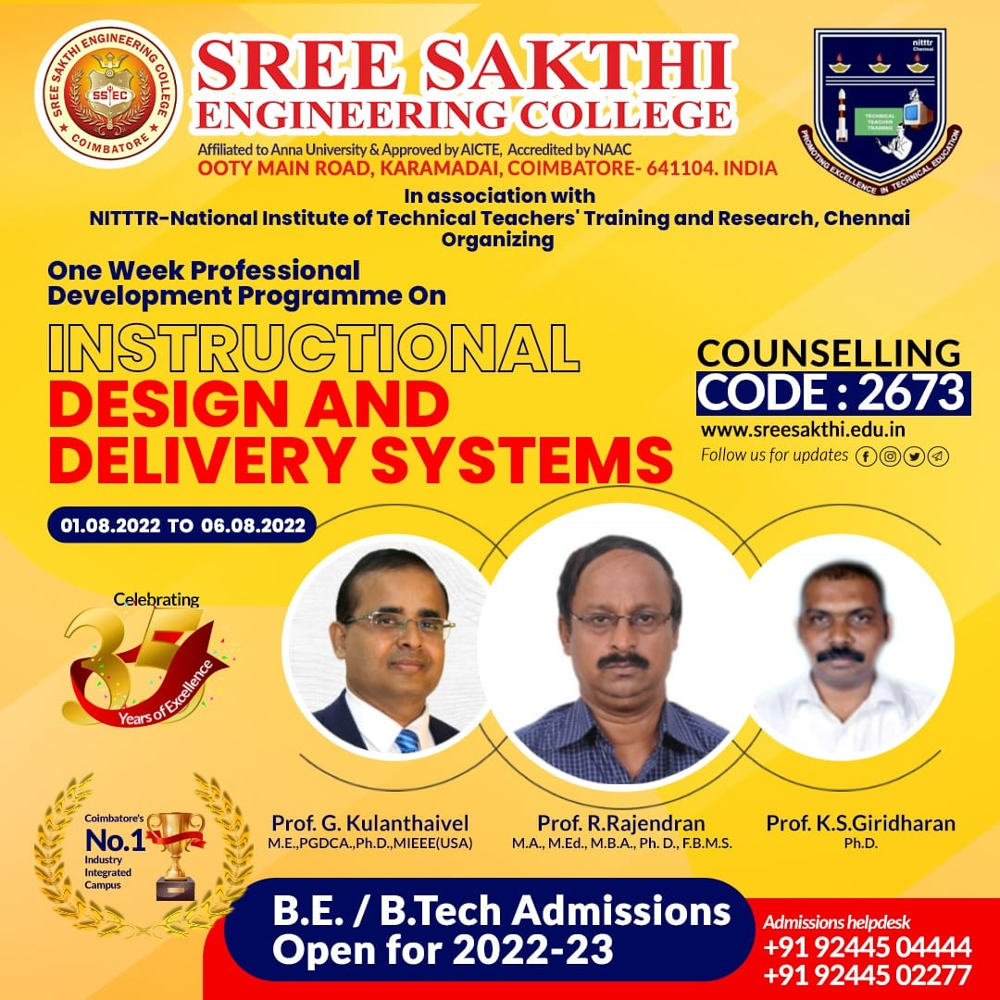 SREE SAKTHI ENGINEERING COLLEGE
SSEC
★ COIMBATORE ★
SREE SAKTHI
ENGINEERING COLLEGE
Affiliated to Anna University & Approved by AICTE, Accredited by NAAC
OOTY MAIN ROAD, KARAMADAI, COIMBATORE- 641104. INDIA
nitttr
Chennai
TECHNICAL
TEACHER
TRAINING
PROMOTING EXCELLENCE IN TECHNICAL EDUCATION
In association with
NITTTR-National Institute of Technical Teachers' Training and Research, Chennai
Organizing
One Week Professional
Development Programme On
INSTRUCTIONAL
DESIGN AND
DELIVERY SYSTEMS
COUNSELLING
CODE : 2673
www.sreesakthi.edu.in
Follow us for updates
01.08.2022 TO 06.08.2022
Celebrating
35
Years of Excellence
Coimbatore's
No.1
Industry
Integrated
Campus
Prof. G. Kulanthaivel
M.E.,PGDCA.,Ph.D.,MIEEE(USA)
Prof. R.Rajendran
M.A., M.Ed., M.B.A., Ph. D., F.B.M.S.
Prof. K.S.Giridharan
Ph.D.
B.E. / B.Tech Admissions
Open for 2022-23
Admissions helpdesk
+91 92445 04444
+91 92445 02277